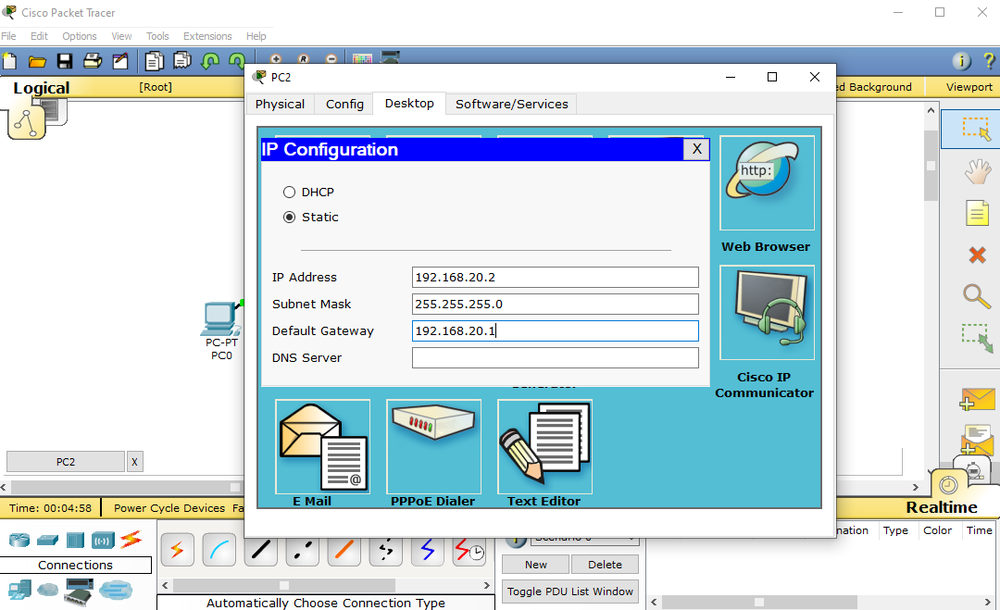 Cisco Packet Tracer
File Edit Options View Tools Extensions Help
Logical
[Root]
ed Background
Viewport
PC2
Physical Config Desktop Software/Services
IP Configuration
X
http:
DHCP
Static
Web Browser
IP Address
192.168.20.2
Subnet Mask
255.255.255.0
Default Gateway
192.168.20.1
DNS Server
PC-PT
PC0
Cisco IP
Communicator
@
E Mail
PPPoE Dialer
Text Editor
PC2
X
Time: 00:04:58
Power Cycle Devices Fa
Realtime
Connections
Automatically Choose Connection Type
New
Delete
Toggle PDU List Window
nation Type Color Time